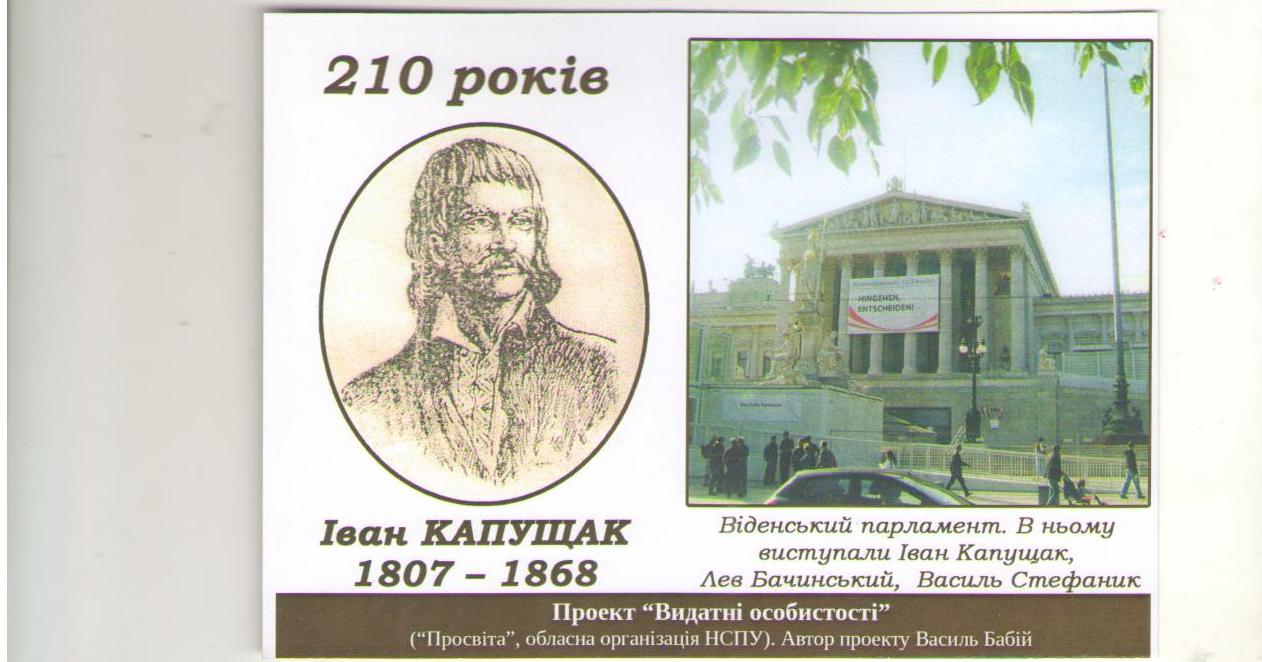 210 років
HINGEHEN,
ENTSCHEIDEN!
Іван КАПУЩАК
1807 – 1868
Віденський парламент. В ньому
виступали Іван Капущак,
Лев Бачинський, Василь Стефаник
Проект “Видатні особистості”
(“Просвіта”, обласна організація НСПУ). Автор проекту Василь Бабій